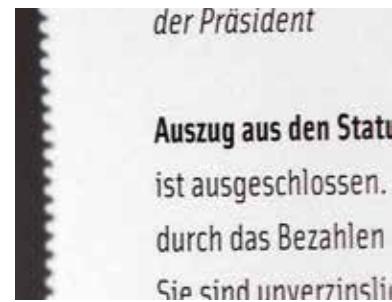 der Präsident
Auszug aus den
ist ausgeschlossen.
durch das Bezahlen
Sie sind